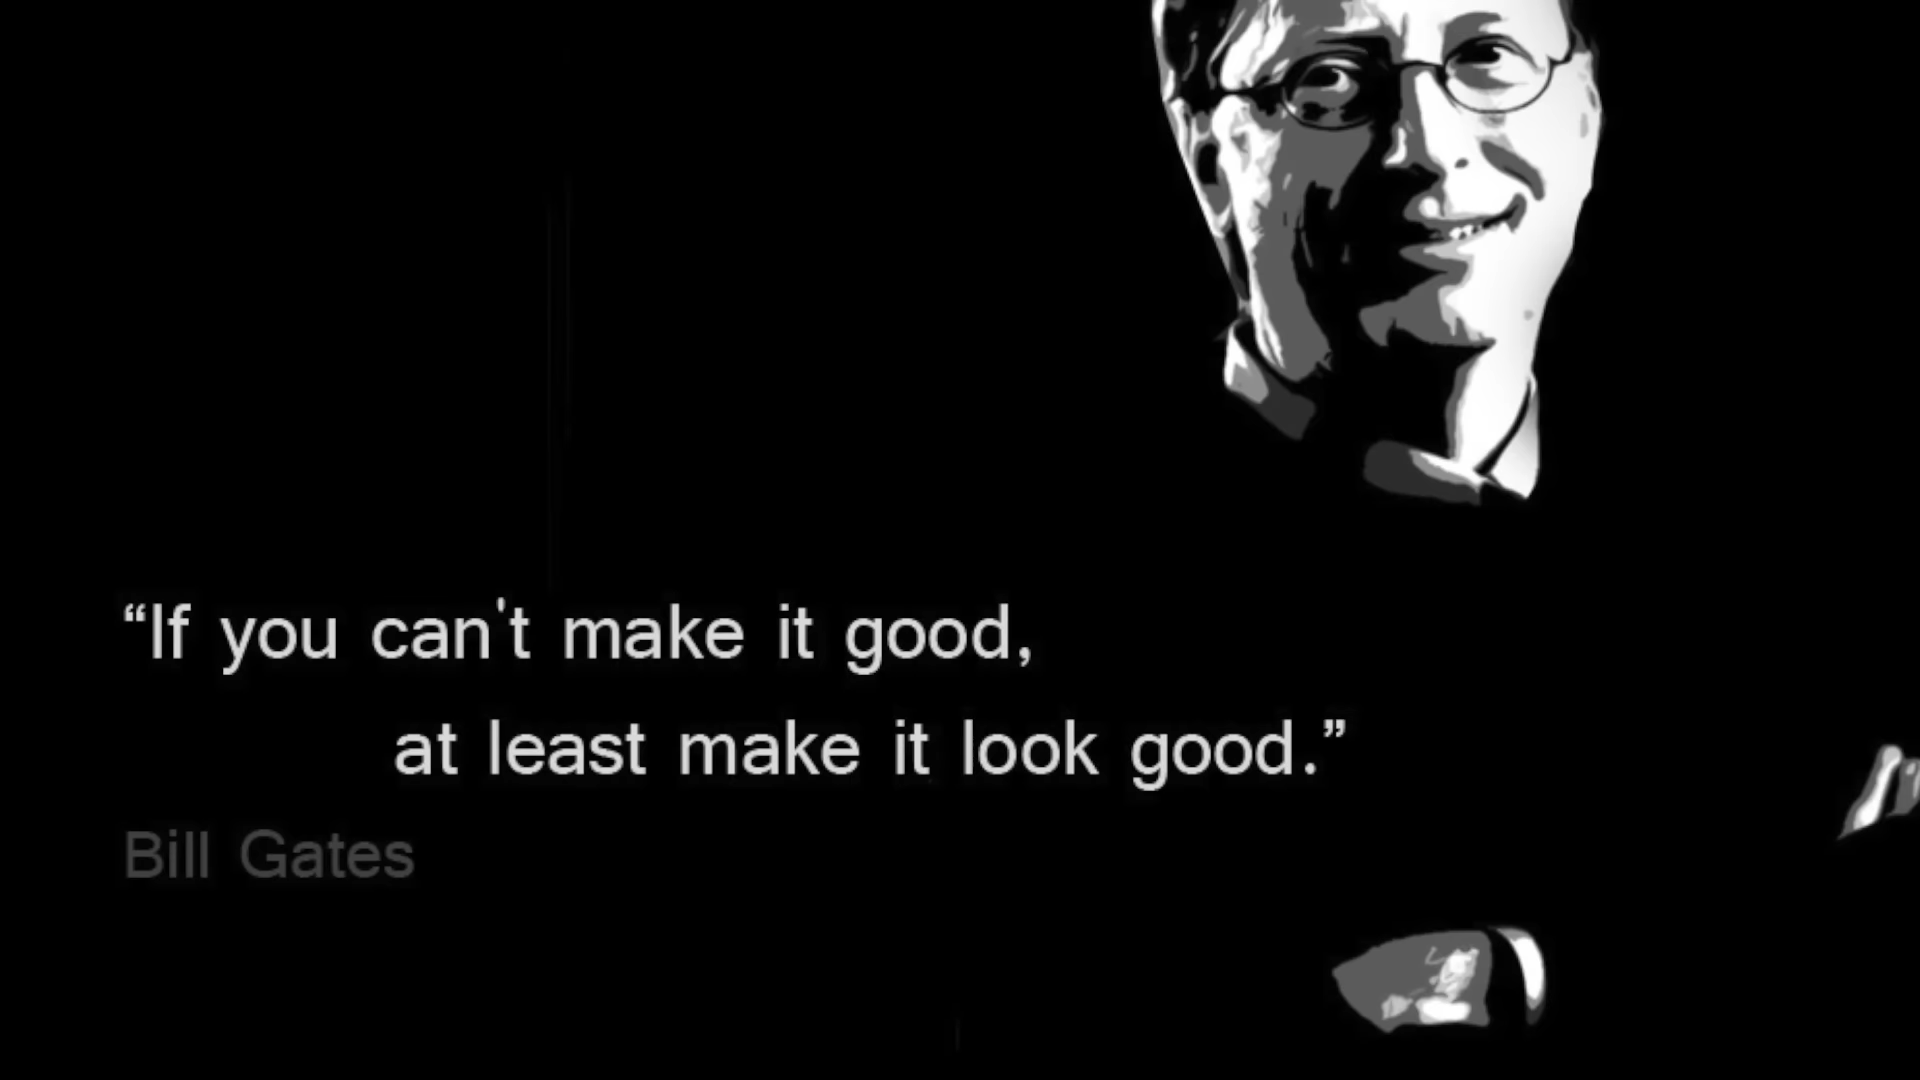 “If you can't make it good,
at least make it look good.”
Bill Gates